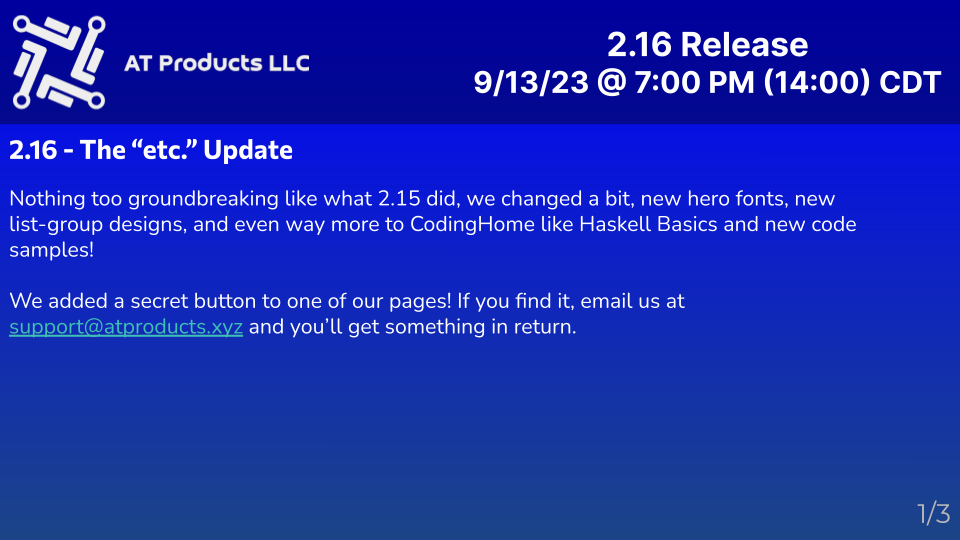 AT Products LLC
2.16 Release
9/13/23 @ 7:00 PM (14:00) CDT
2.16 - The “etc.” Update
Nothing too groundbreaking like what 2.15 did, we changed a bit, new hero fonts, new
list-group designs, and even way more to CodingHome like Haskell Basics and new code
samples!
We added a secret button to one of our pages! If you find it, email us at
support@atproducts.xyz and you’ll get something in return.
1/3